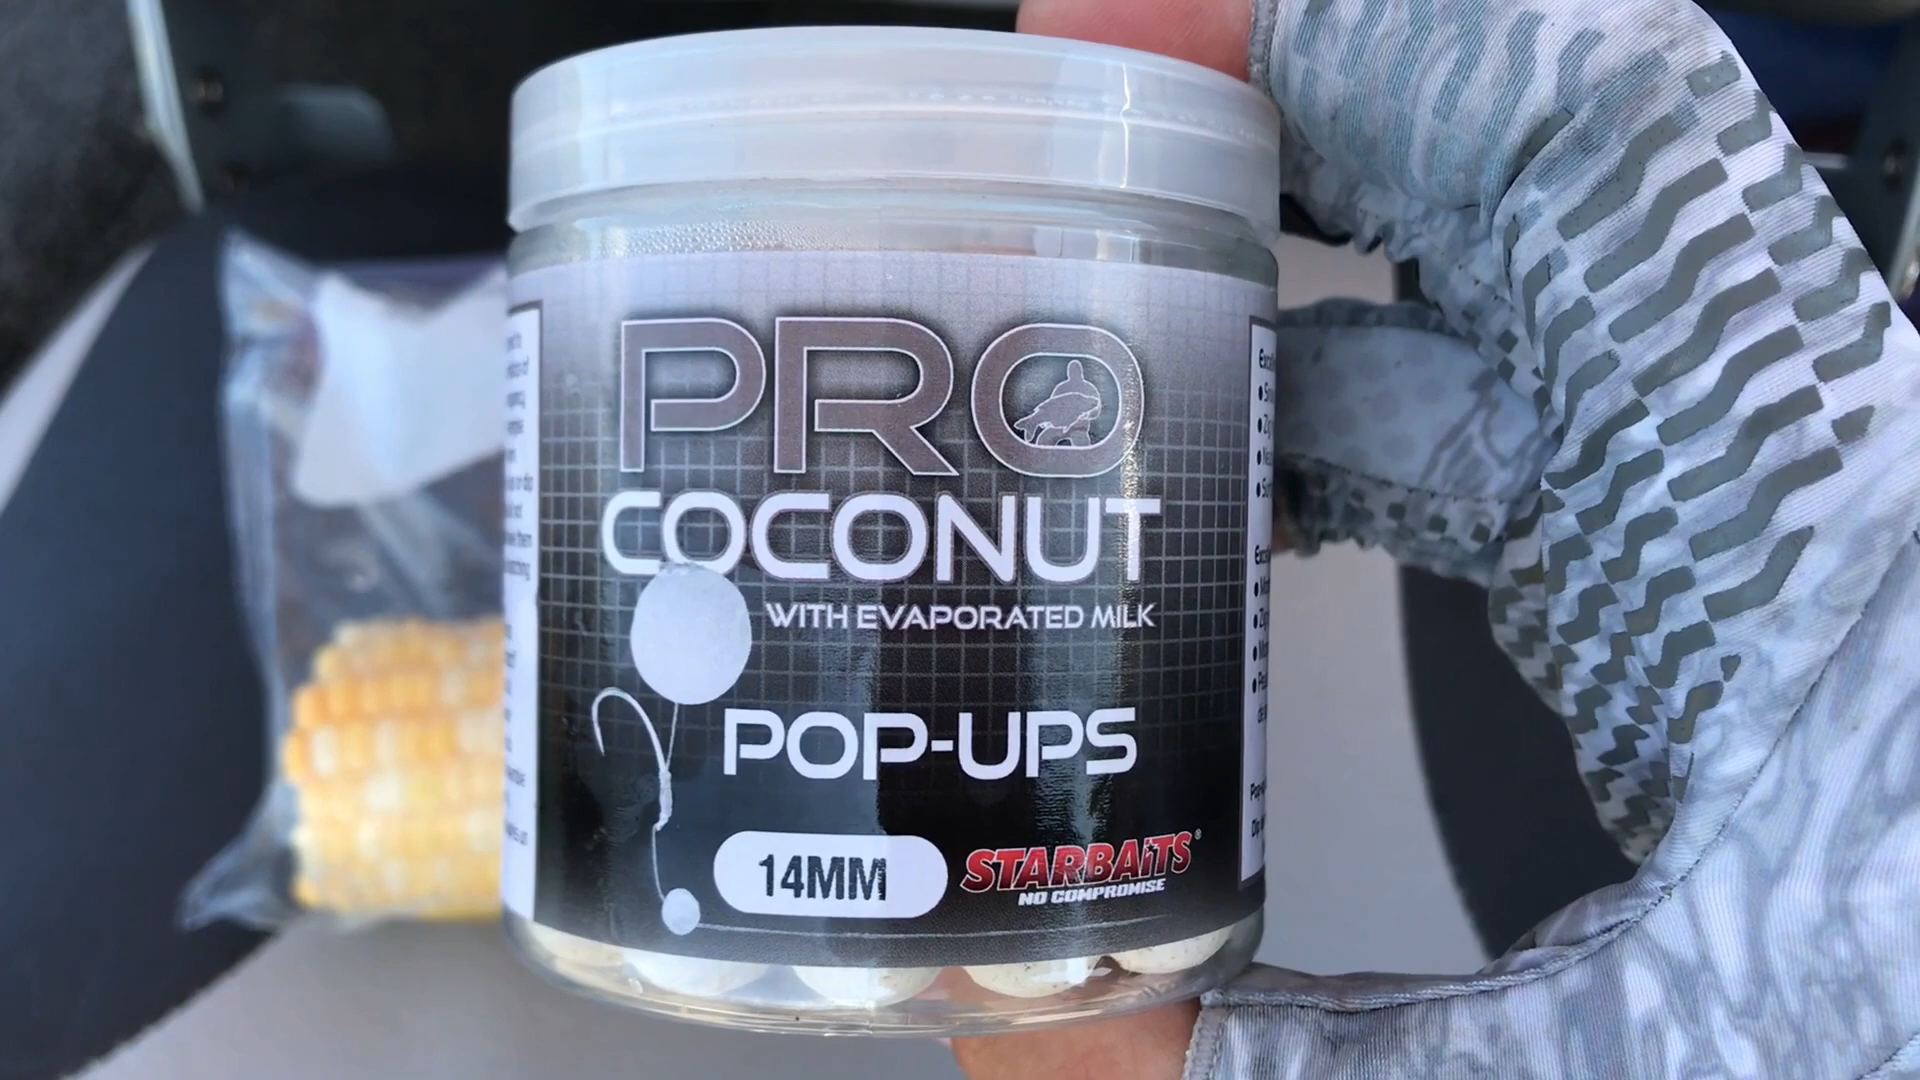 PRO
COCONUT
WITH EVAPORATED MILK
POP-UPS
14MM
STARBAITS®
NO COMPROMISE